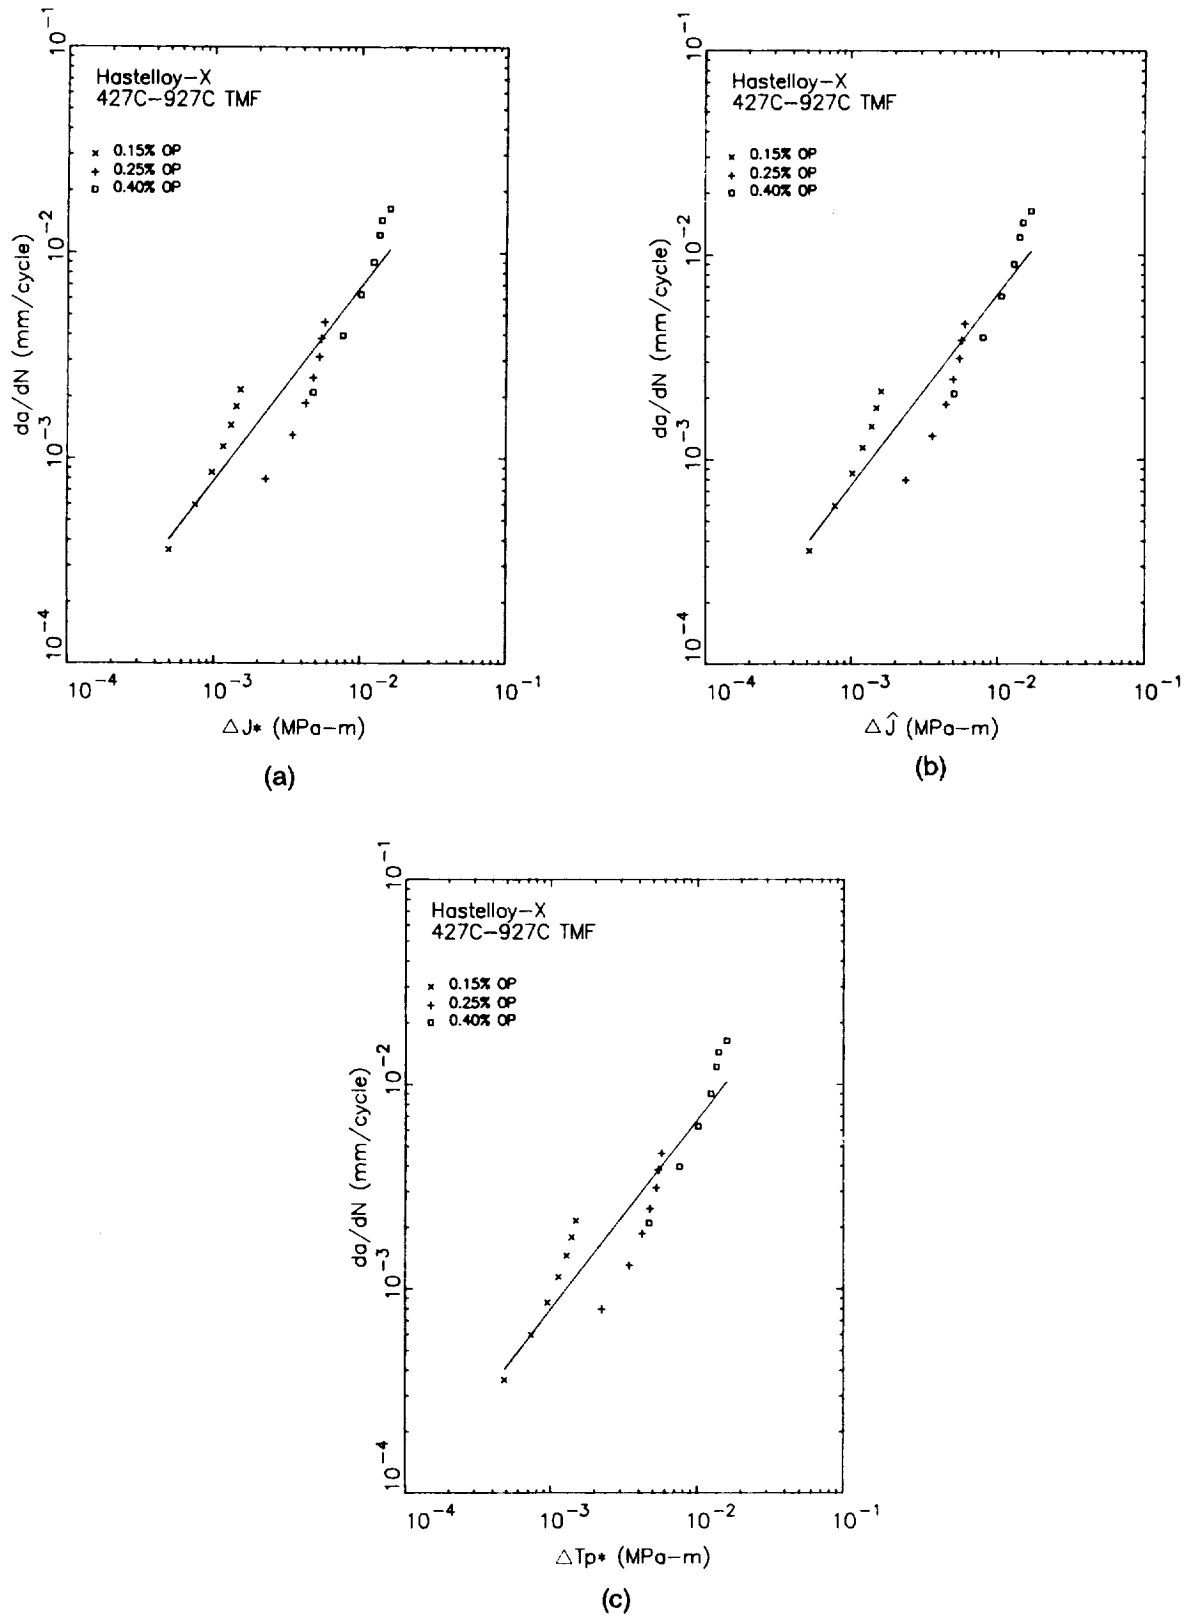 Hastelloy-X
427C-927C TMF
× 0.15% OP
+ 0.25% OP
□ 0.40% OP
da/dN (mm/cycle)
10⁻¹
10⁻²
10⁻³
10⁻⁴
10⁻⁴ 10⁻³ 10⁻² 10⁻¹
△J* (MPa-m)
(a)
Hastelloy-X
427C-927C TMF
× 0.15% OP
+ 0.25% OP
□ 0.40% OP
da/dN (mm/cycle)
10⁻¹
10⁻²
10⁻³
10⁻⁴
10⁻⁴ 10⁻³ 10⁻² 10⁻¹
△Ĵ (MPa-m)
(b)
Hastelloy-X
427C-927C TMF
× 0.15% OP
+ 0.25% OP
□ 0.40% OP
da/dN (mm/cycle)
10⁻¹
10⁻²
10⁻³
10⁻⁴
10⁻⁴ 10⁻³ 10⁻² 10⁻¹
△Tp* (MPa-m)
(c)